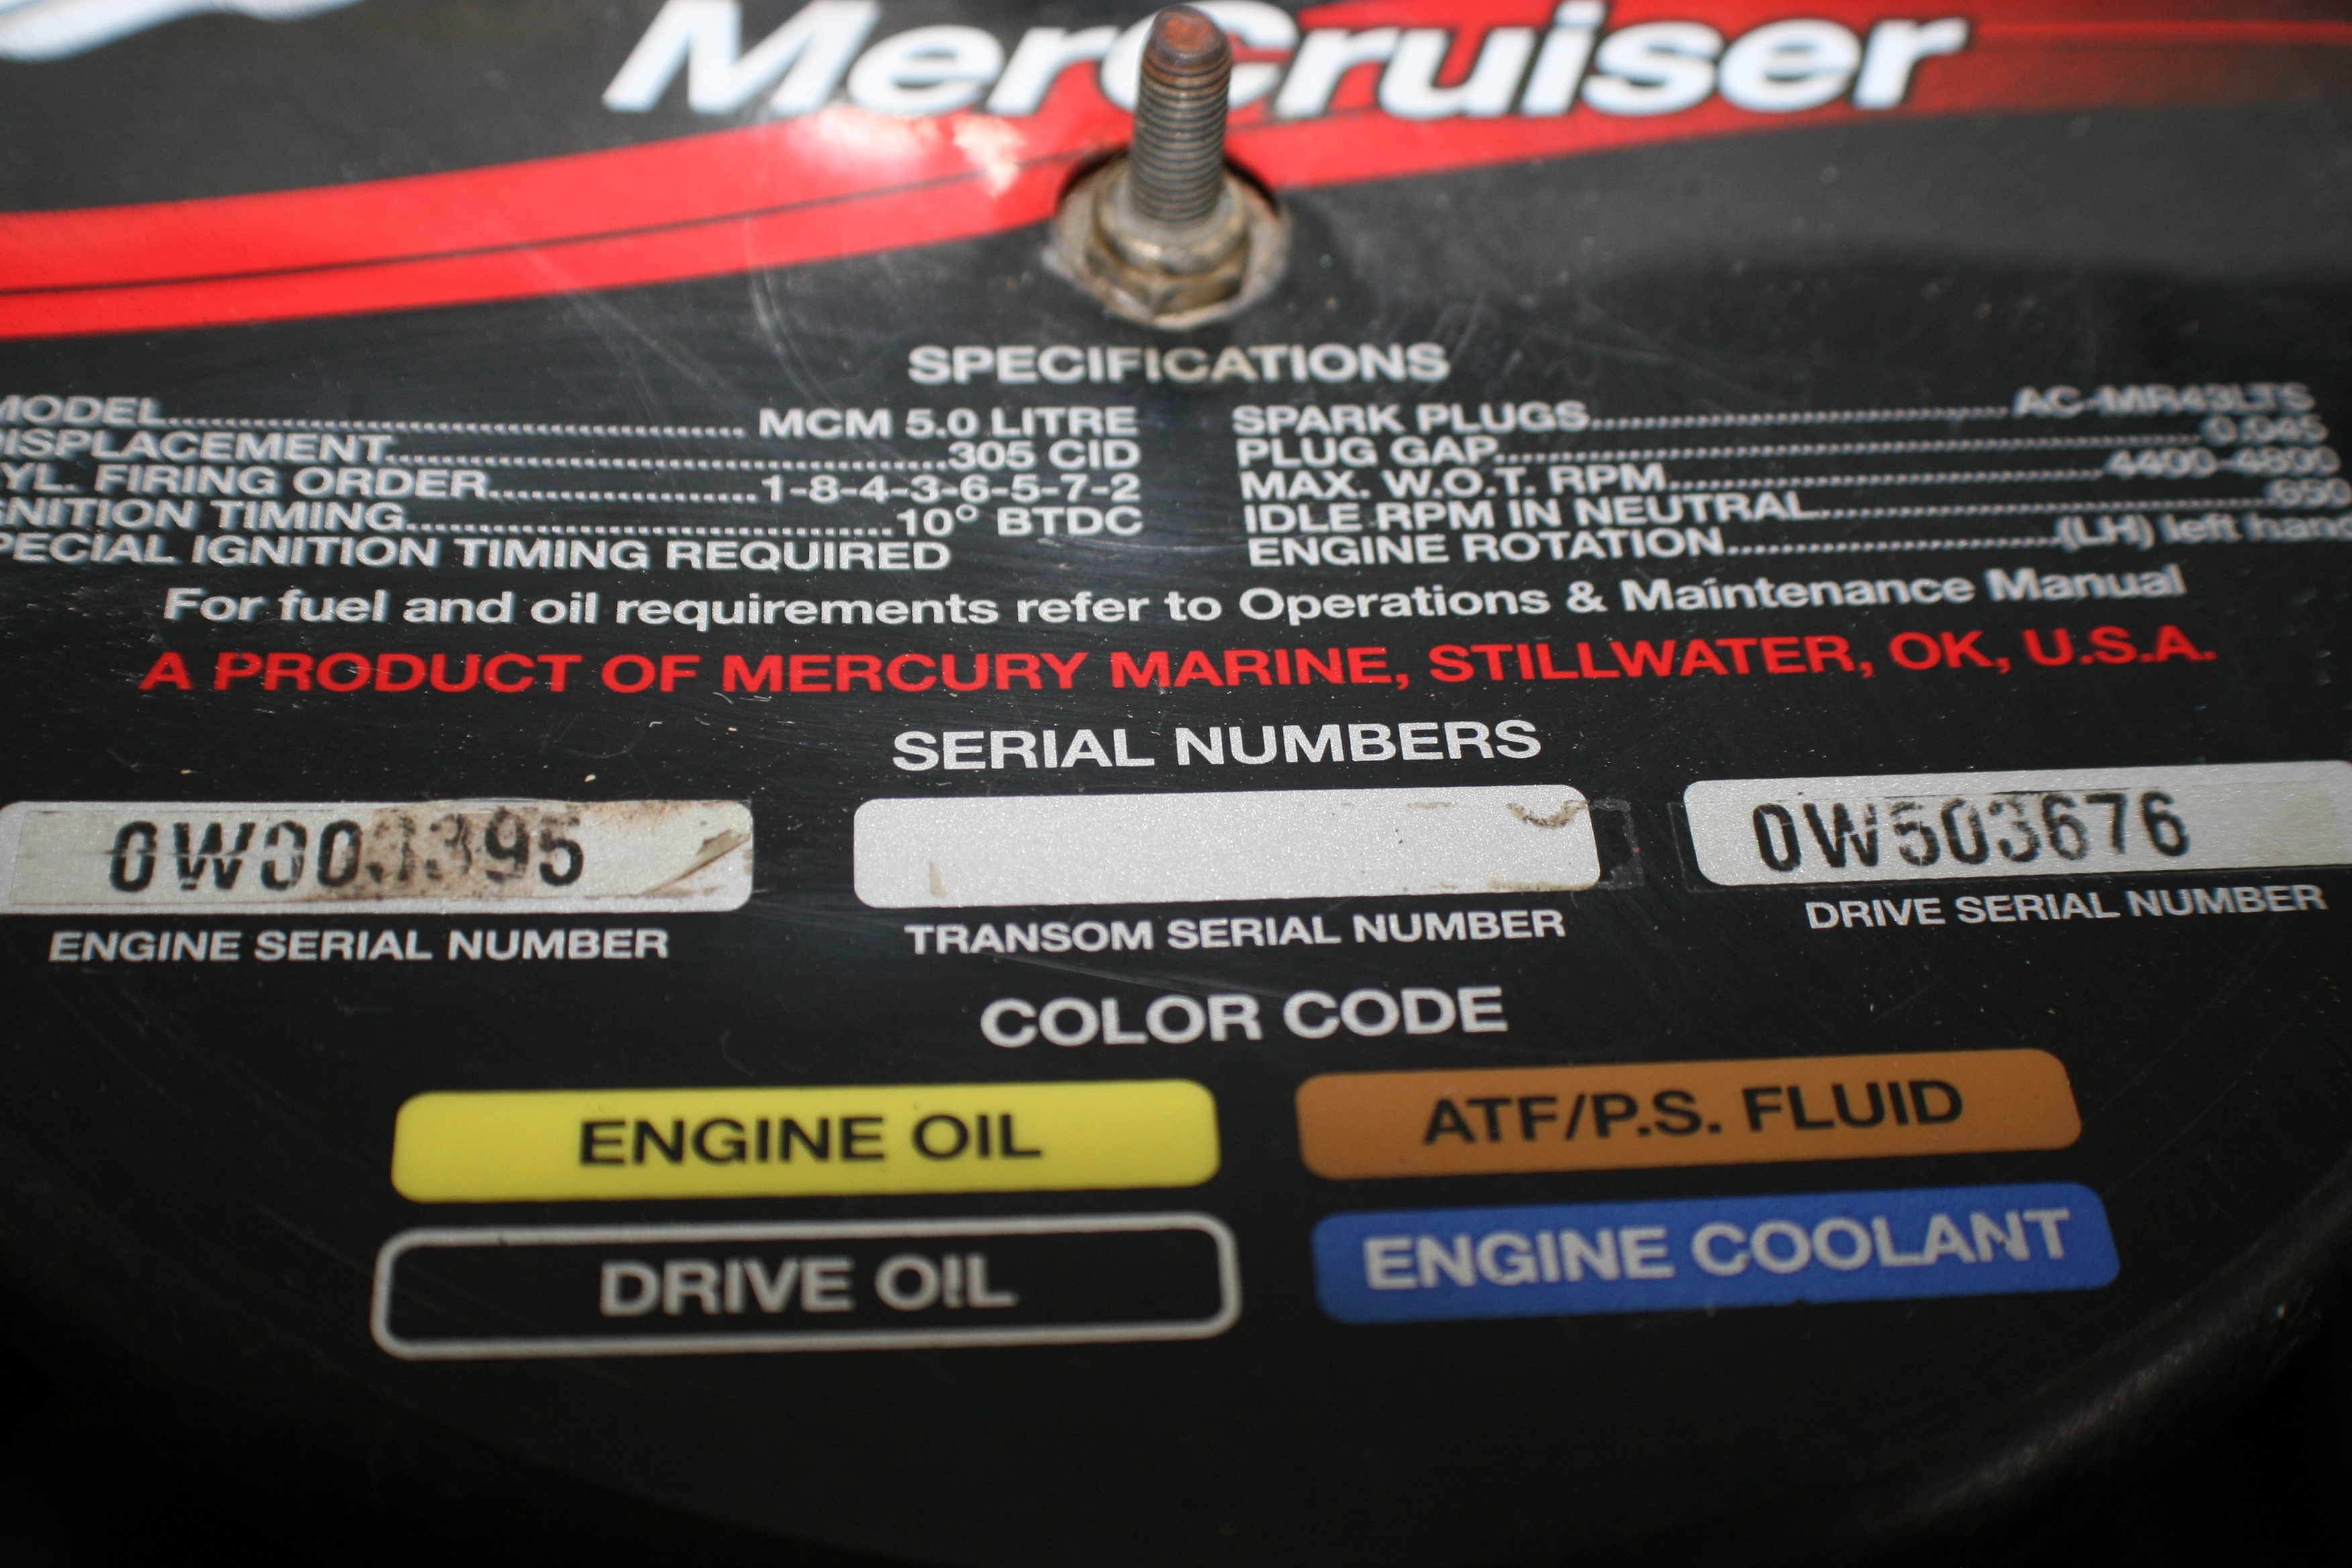 MerCruiser
SPECIFICATIONS
MODEL MCM 5.0 LITRE
DISPLACEMENT 305 CID
CYL. FIRING ORDER 1-8-4-3-6-5-7-2
IGNITION TIMING 10° BTDC
SPECIAL IGNITION TIMING REQUIRED
SPARK PLUGS AC-MR43LTS
PLUG GAP 0.045
MAX. W.O.T. RPM 4400-4800
IDLE RPM IN NEUTRAL 650
ENGINE ROTATION (LH) left hand
For fuel and oil requirements refer to Operations & Maintenance Manual
A PRODUCT OF MERCURY MARINE, STILLWATER, OK, U.S.A.
SERIAL NUMBERS
0W503676
ENGINE SERIAL NUMBER
TRANSOM SERIAL NUMBER
DRIVE SERIAL NUMBER
COLOR CODE
ENGINE OIL
ATF/P.S. FLUID
DRIVE OIL
ENGINE COOLANT